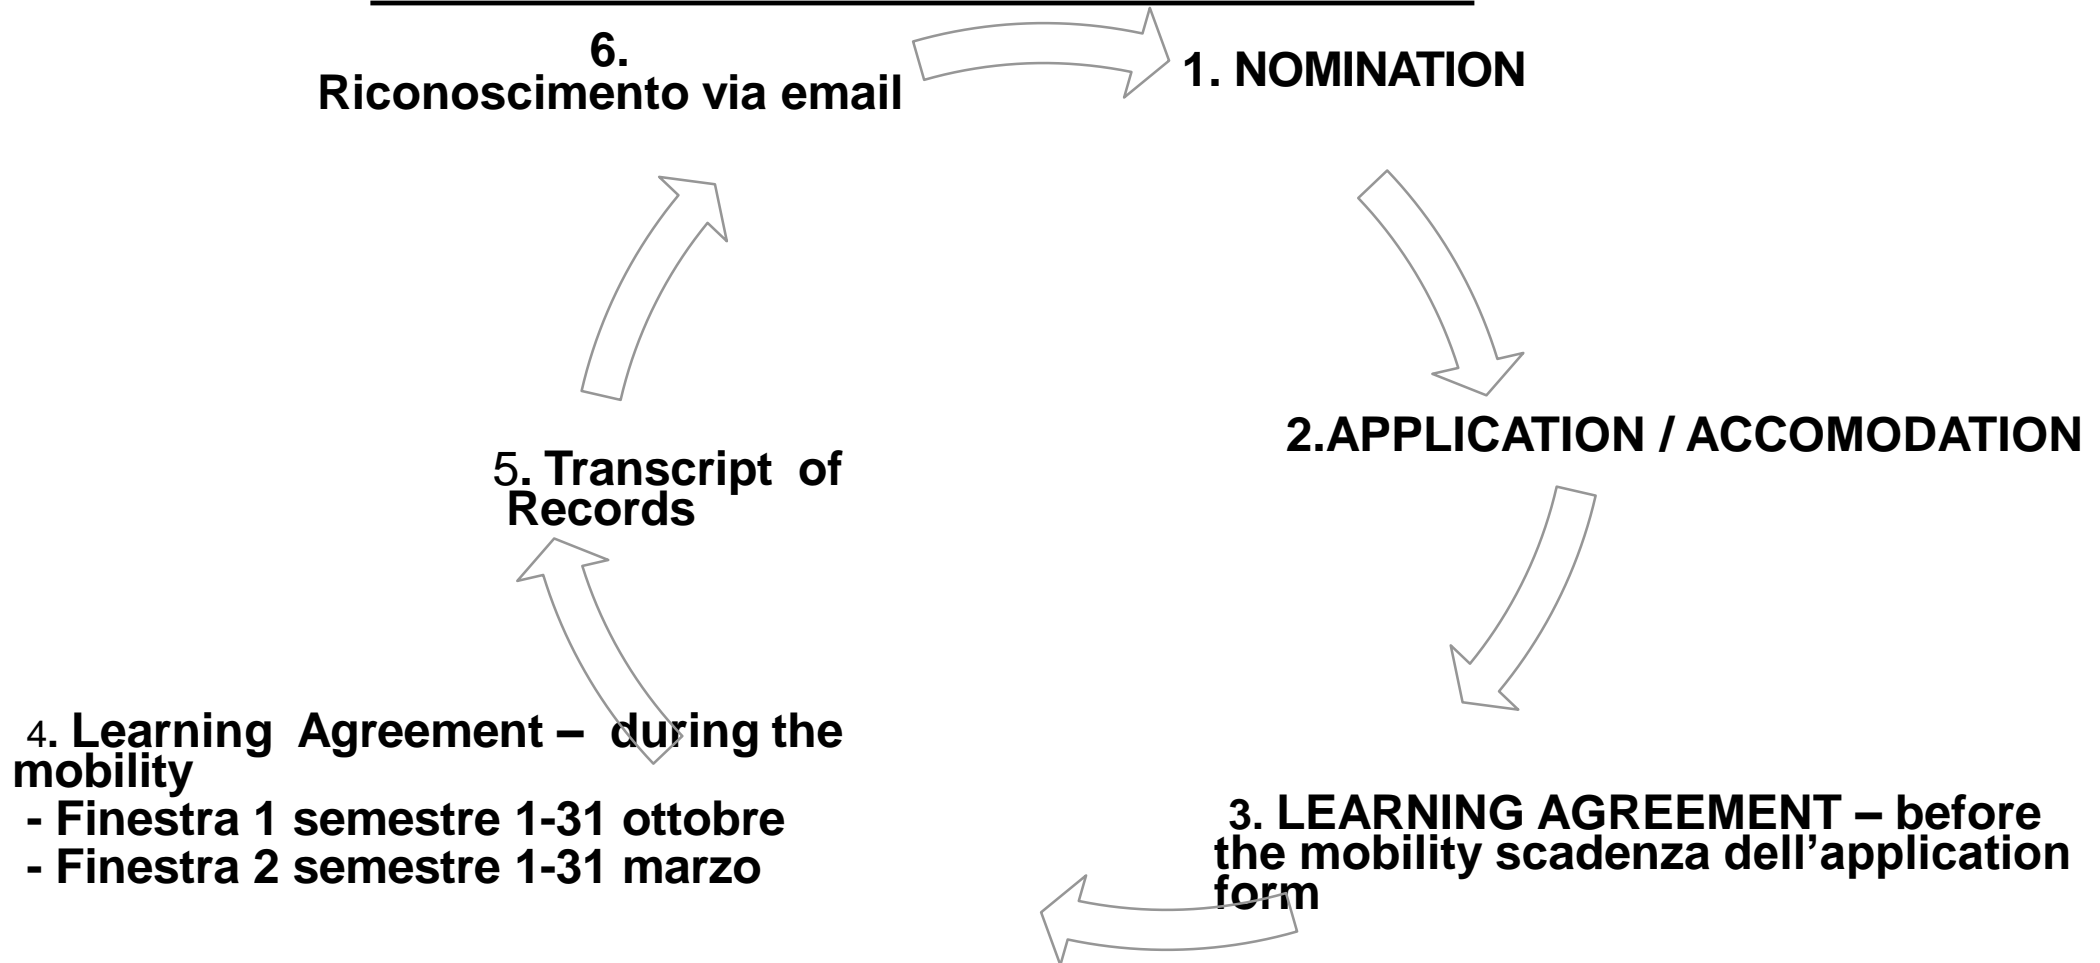 1. NOMINATION
2.APPLICATION / ACCOMODATION
3. LEARNING AGREEMENT – before
the mobility scadenza dell’application
form
4. Learning Agreement – during the
mobility
- Finestra 1 semestre 1-31 ottobre
- Finestra 2 semestre 1-31 marzo
5. Transcript of
Records
6.
Riconoscimento via email